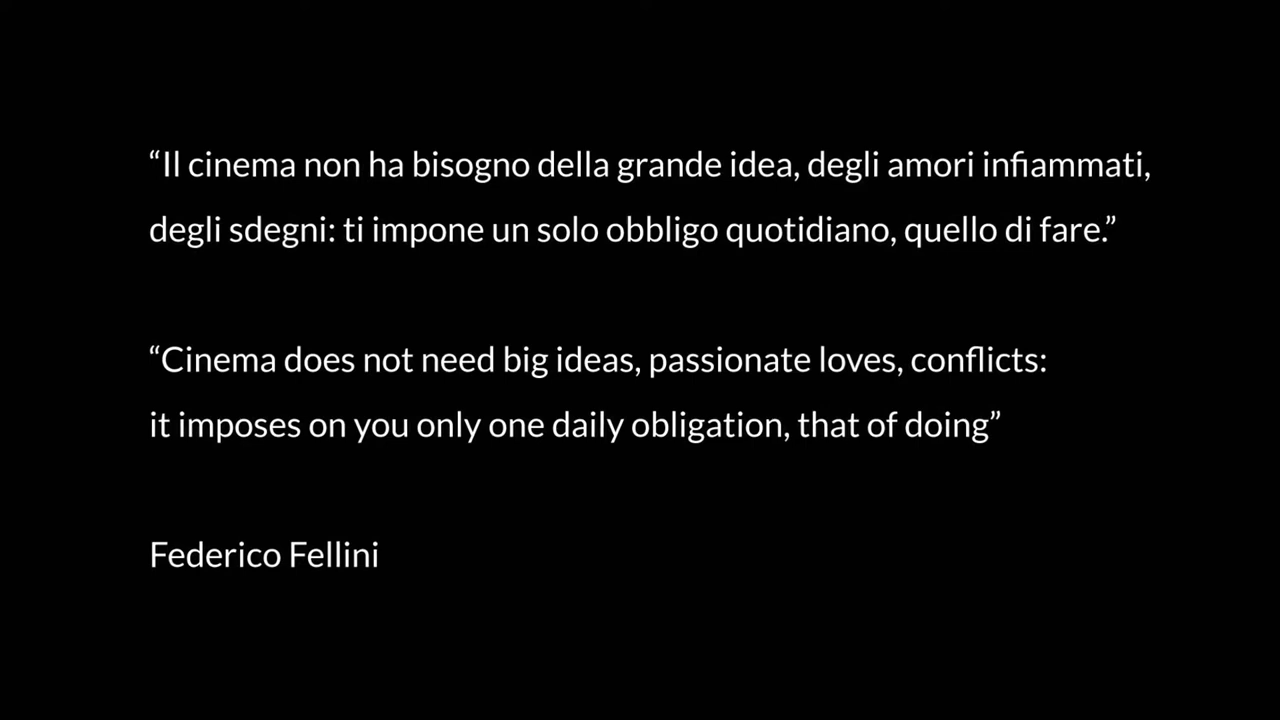 “Il cinema non ha bisogno della grande idea, degli amori infiammati,
degli sdegni: ti impone un solo obbligo quotidiano, quello di fare.”
“Cinema does not need big ideas, passionate loves, conflicts:
it imposes on you only one daily obligation, that of doing”
Federico Fellini